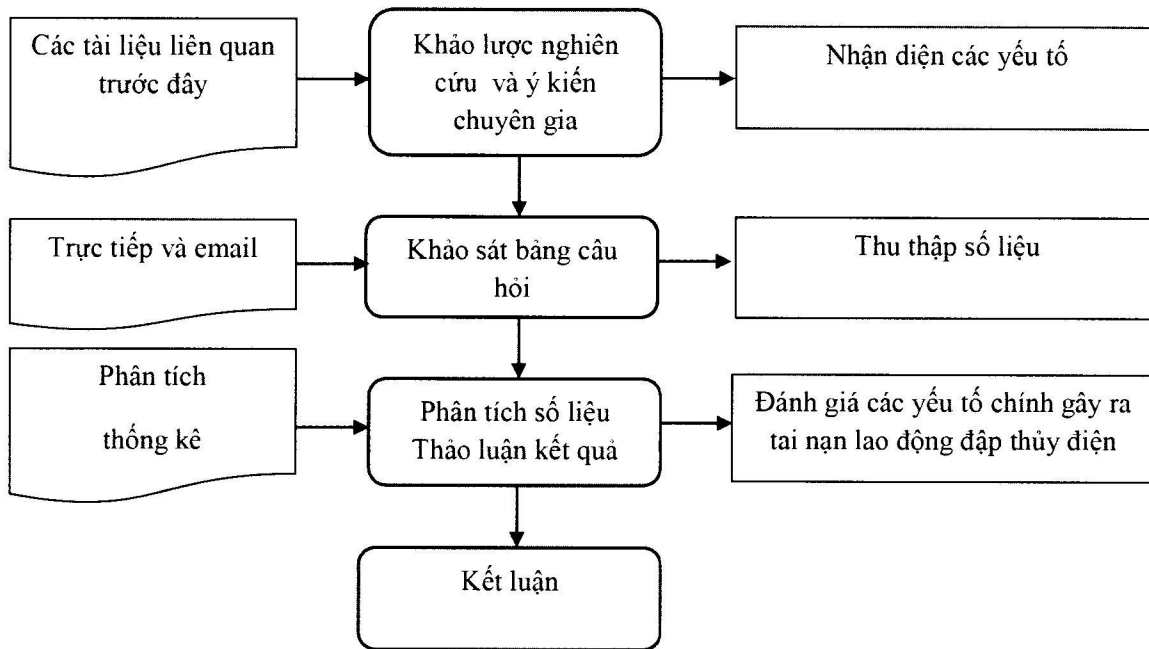 Các tài liệu liên quan
trước đây
Khảo lược nghiên
cứu và ý kiến
chuyên gia
Nhận diện các yếu tố
Trực tiếp và email
Khảo sát bảng câu
hỏi
Thu thập số liệu
Phân tích
thống kê
Phân tích số liệu
Thảo luận kết quả
Đánh giá các yếu tố chính gây ra
tai nạn lao động đập thủy điện
Kết luận